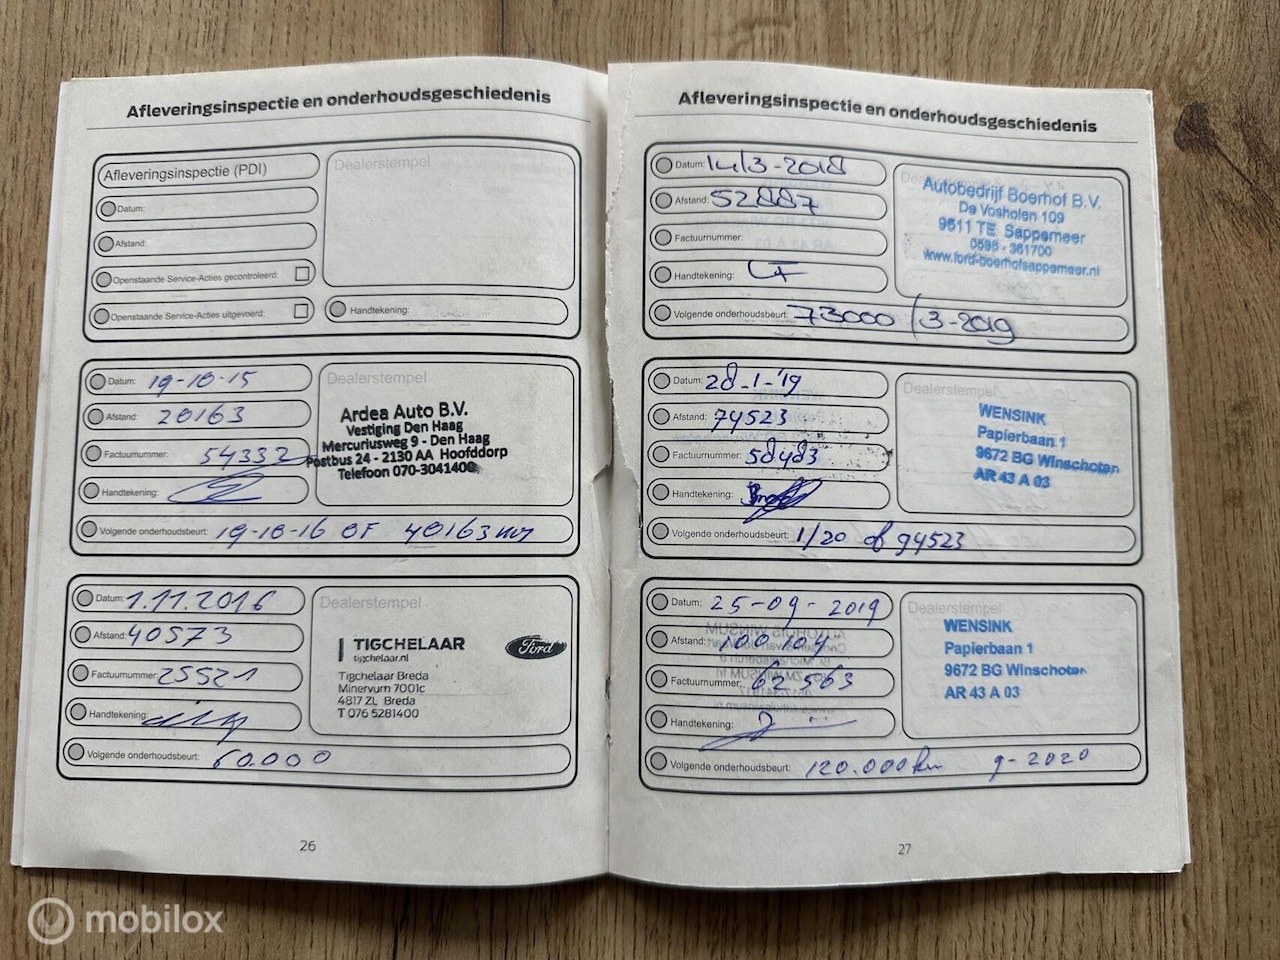 Afleveringsinspectie en onderhoudsgeschiedenis
Afleveringsinspectie (PDI)
Datum:
Afstand:
Openstaande Service-Acties gecontroleerd:
Openstaande Service-Acties uitgevoerd:
Dealerstempel
Handtekening:
Datum: 19-10-15
Afstand: 20163
Factuurnummer: 54332
Handtekening:
Volgende onderhoudsbeurt: 19-10-16 OF 40163 km
Dealerstempel
Ardea Auto B.V.
Vestiging Den Haag
Mercuriusweg 9 - Den Haag
Postbus 24 - 2130 AA Hoofddorp
Telefoon 070-3041400
Datum: 1.11.2016
Afstand: 40573
Factuurnummer: 25521
Handtekening:
Volgende onderhoudsbeurt: 60.000
Dealerstempel
TIGCHELAAR
tigchelaar.nl
Ford
Tigchelaar Breda
Minervum 7001c
4817 ZL Breda
T 076 5281400
26
Afleveringsinspectie en onderhoudsgeschiedenis
Datum: 14/3-2018
Afstand: 52887
Factuurnummer:
Handtekening:
Volgende onderhoudsbeurt: 73000 / 3-2019
Autobedrijf Boerhof B.V.
De Vosholen 109
9611 TE Sappemeer
0598 - 361700
www.ford-boerhofsappemeer.nl
Datum: 28-1-'19
Afstand: 74523
Factuurnummer: 58483
Handtekening:
Volgende onderhoudsbeurt: 1/20 of 94523
Dealerstempel
WENSINK
Papierbaan 1
9672 BG Winschoten
AR 43 A 03
Datum: 25-09-2019
Afstand: 100104
Factuurnummer: 62563
Handtekening:
Volgende onderhoudsbeurt: 120.000 km 9-2020
Dealerstempel
WENSINK
Papierbaan 1
9672 BG Winschoten
AR 43 A 03
27
mobilox